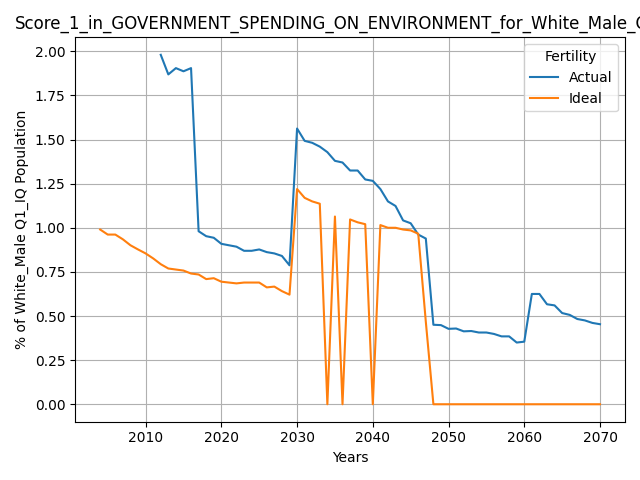 Score_1_in_GOVERNMENT_SPENDING_ON_ENVIRONMENT_for_White_Male_
Fertility
Actual
Ideal
% of White_Male Q1_IQ Population
2.00
1.75
1.50
1.25
1.00
0.75
0.50
0.25
0.00
2010 2020 2030 2040 2050 2060 2070
Years